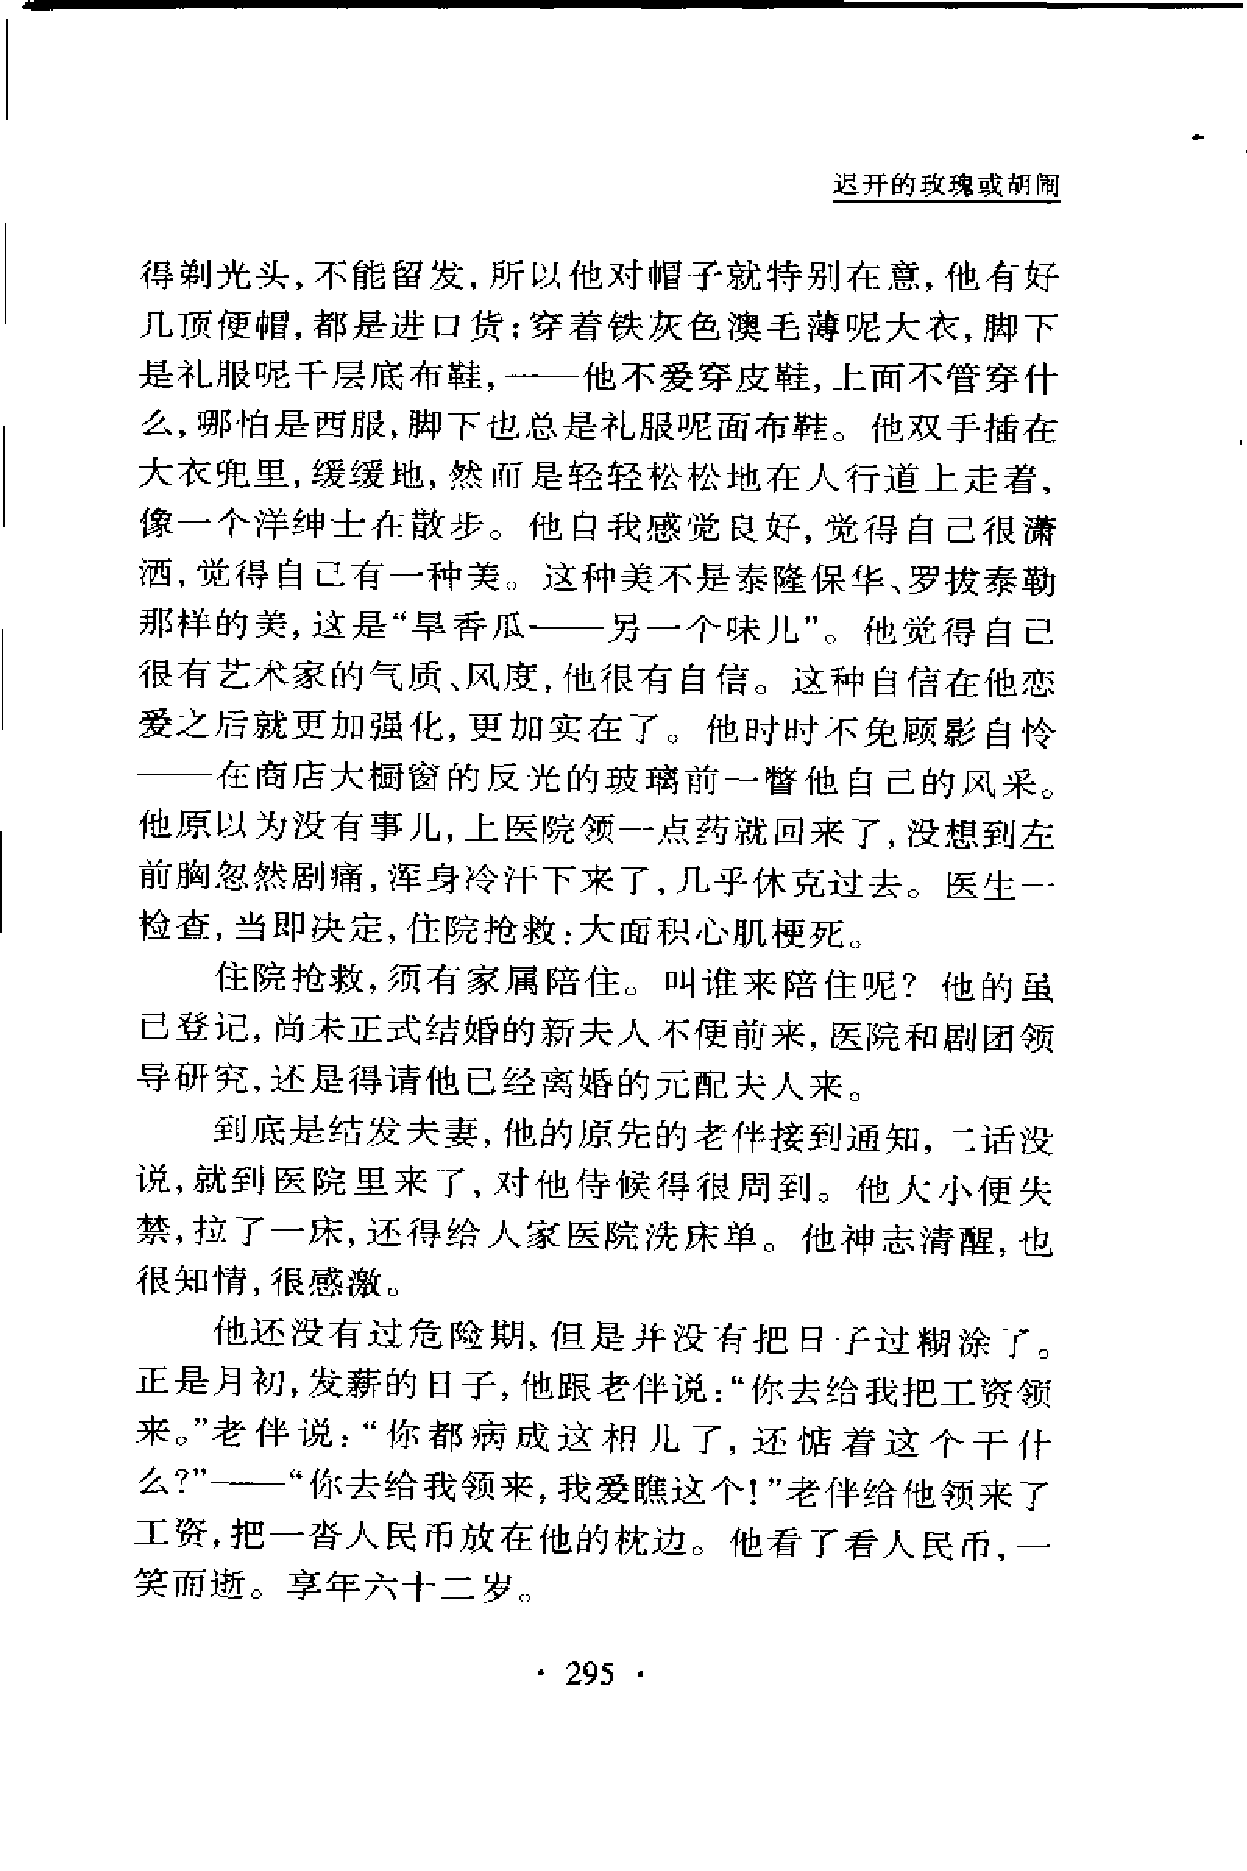 迟开的玫瑰或胡闹
得剃光头,不能留发,所以他对帽子就特别在意,他有好
几顶便帽,都是进口货;穿着铁灰色澳毛薄呢大衣,脚下
是礼服呢千层底布鞋,——他不爱穿皮鞋,上面不管穿什
么,哪怕是西服,脚下也总是礼服呢面布鞋。他双手插在
大衣兜里,缓缓地,然而是轻轻松松地在人行道上走着,
像一个洋绅士在散步。他自我感觉良好,觉得自己很潇
洒,觉得自己有一种美。这种美不是泰隆保华、罗拔泰勒
那样的美,这是“旱香瓜——另一个味儿”。他觉得自己
很有艺术家的气质、风度,他很有自信。这种自信在他恋
爱之后就更加强化,更加实在了。他时时不免顾影自怜
——在商店大橱窗的反光的玻璃前一瞥他自己的风采。
他原以为没有事儿,上医院领一点药就回来了,没想到左
前胸忽然剧痛,浑身冷汗下来了,几乎休克过去。医生一
检查,当即决定,住院抢救:大面积心肌梗死。
住院抢救,须有家属陪住。叫谁来陪住呢?他的虽
已登记,尚未正式结婚的新夫人不便前来,医院和剧团领
导研究,还是得请他已经离婚的元配夫人来。
到底是结发夫妻,他的原先的老伴接到通知,二话没
说,就到医院里来了,对他侍候得很周到。他大小便失
禁,拉了一床,还得给人家医院洗床单。他神志清醒,也
很知情,很感激。
他还没有过危险期,但是并没有把日子过糊涂了。
正是月初,发薪的日子,他跟老伴说:“你去给我把工资领
来。”老伴说:“你都病成这相儿了,还惦着这个干什
么?”——“你去给我领来,我爱瞧这个!”老伴给他领来了
工资,把一沓人民币放在他的枕边。他看了看人民币,一
笑而逝。享年六十二岁。
· 295 ·